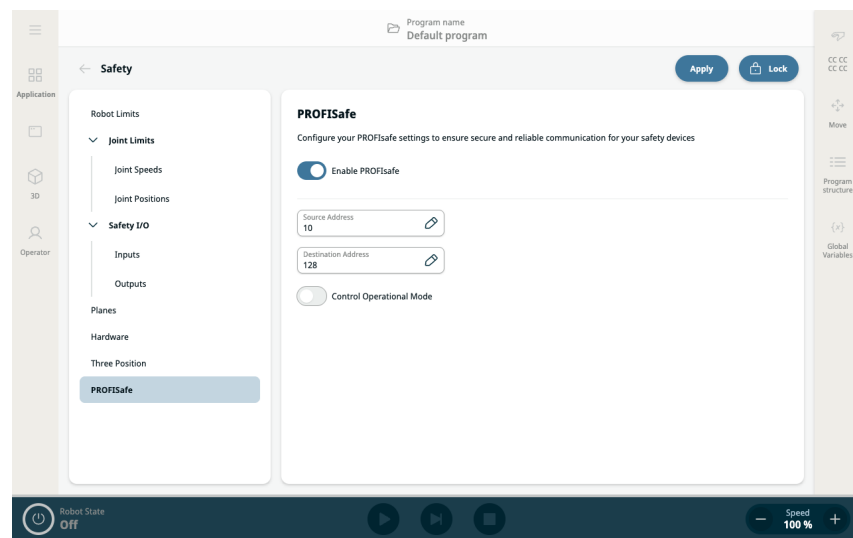 Program name
Default program
Safety
Apply
Lock
CC CC
CC CC
Application
Move
3D
Program
structure
Operator
{x}
Global
Variables
Robot Limits
Joint Limits
Joint Speeds
Joint Positions
Safety I/O
Inputs
Outputs
Planes
Hardware
Three Position
PROFISafe
PROFISafe
Configure your PROFIsafe settings to ensure secure and reliable communication for your safety devices
Enable PROFIsafe
Source Address
10
Destination Address
128
Control Operational Mode
Robot State
Off
Speed
100 %